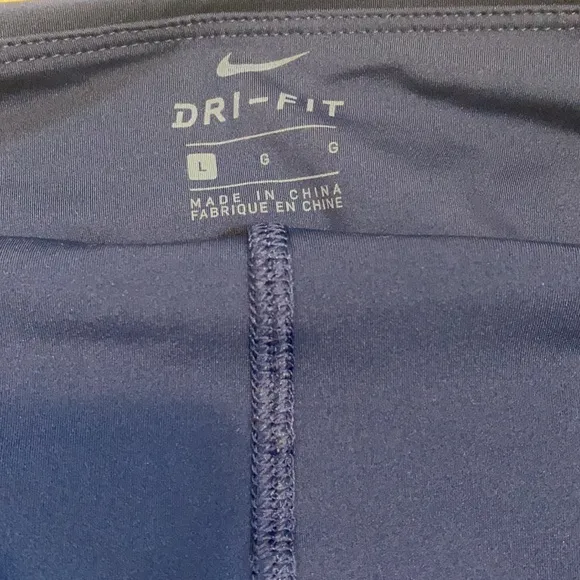 DRI-FIT
L G G
MADE IN CHINA
FABRIQUE EN CHINE